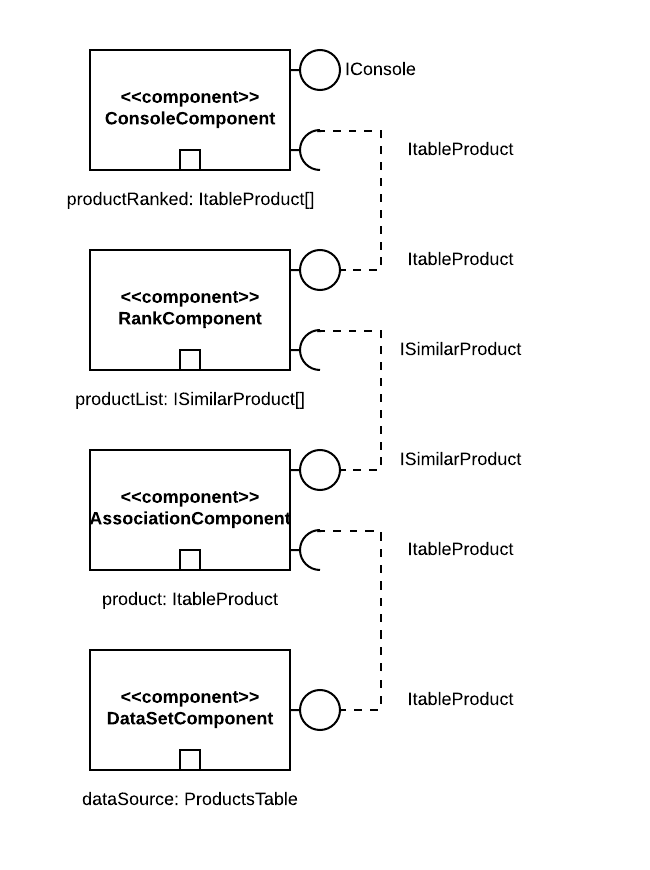 IConsole
<<component>>
ConsoleComponent
ItableProduct
productRanked: ItableProduct[]
ItableProduct
<<component>>
RankComponent
ISimilarProduct
productList: ISimilarProduct[]
ISimilarProduct
<<component>>
AssociationComponent
ItableProduct
product: ItableProduct
<<component>>
DataSetComponent
ItableProduct
dataSource: ProductsTable